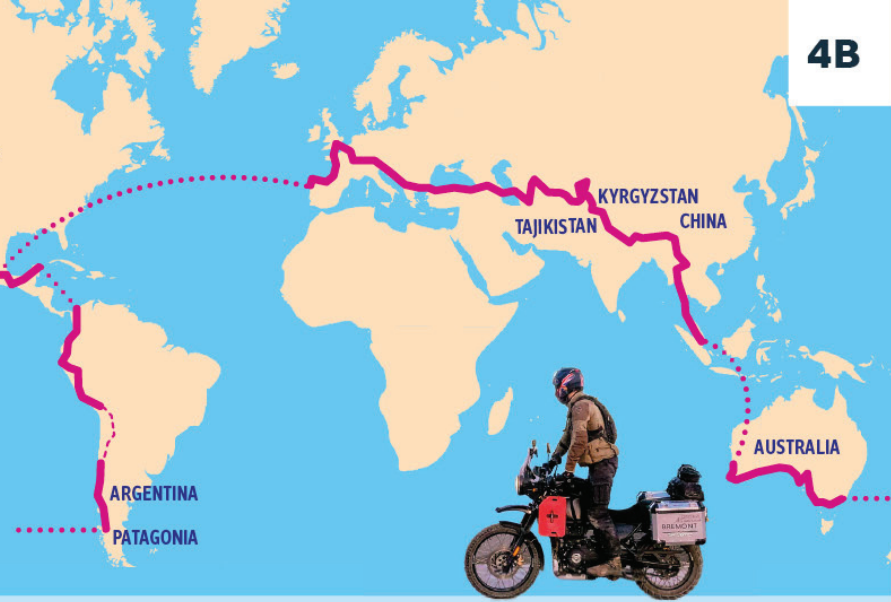 4B
KYRGYZSTAN
TAJIKISTAN
CHINA
AUSTRALIA
ARGENTINA
PATAGONIA
BREMONT